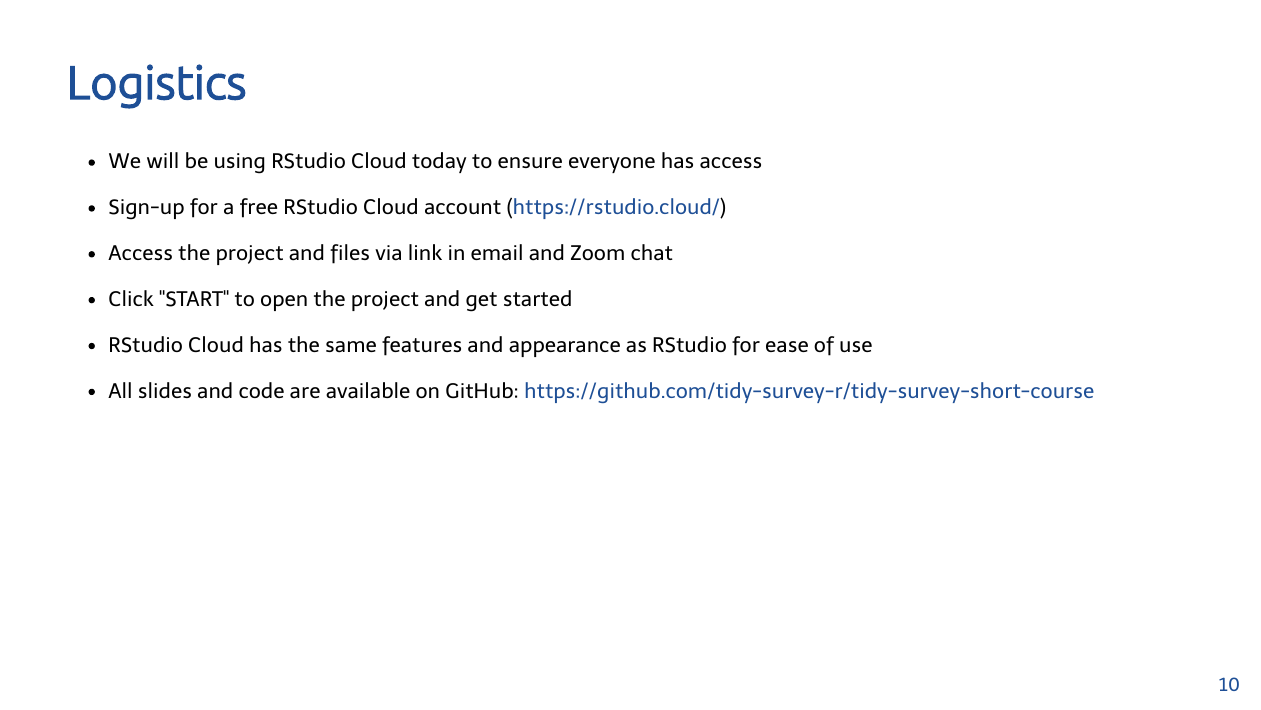 Logistics
• We will be using RStudio Cloud today to ensure everyone has access
• Sign-up for a free RStudio Cloud account (https://rstudio.cloud/)
• Access the project and files via link in email and Zoom chat
• Click "START" to open the project and get started
• RStudio Cloud has the same features and appearance as RStudio for ease of use
• All slides and code are available on GitHub: https://github.com/tidy-survey-r/tidy-survey-short-course
10